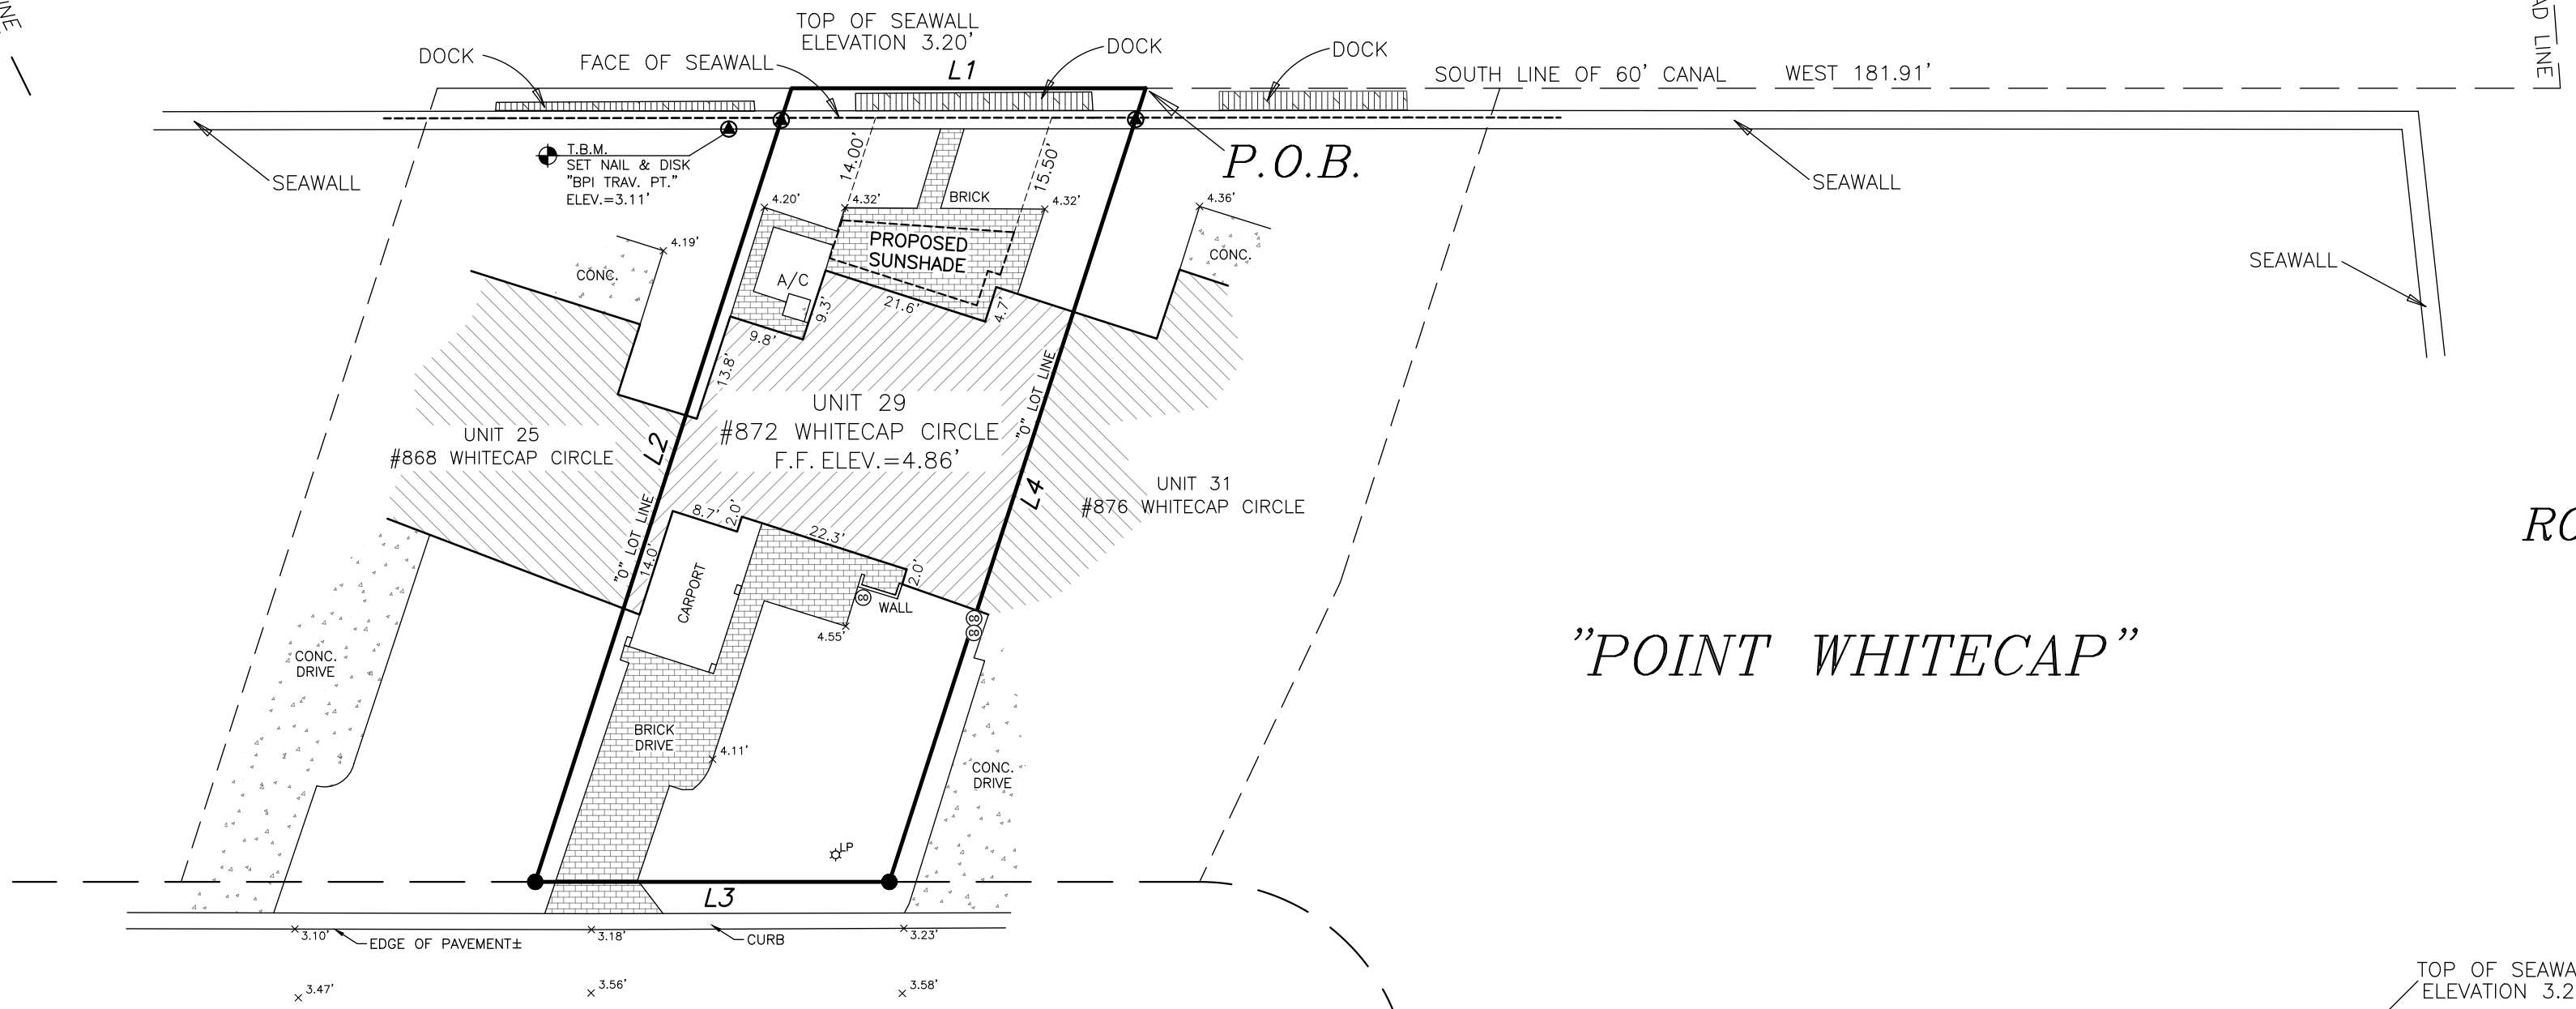 TOP OF SEAWALL
ELEVATION 3.20'
DOCK
FACE OF SEAWALL
L1
DOCK
DOCK
SOUTH LINE OF 60' CANAL
WEST 181.91'
LINE
T.B.M.
SET NAIL & DISK
"BPI TRAV. PT."
ELEV.=3.11'
SEAWALL
14.00'
15.50'
P.O.B.
SEAWALL
SEAWALL
4.20'
4.32'
BRICK
4.32'
4.36'
4.19'
CONC.
CONC.
PROPOSED
SUNSHADE
A/C
9.3'
21.6'
4.7'
9.8'
13.8'
"0" LOT LINE
UNIT 29
#872 WHITECAP CIRCLE
F.F. ELEV.=4.86'
UNIT 25
#868 WHITECAP CIRCLE
L2
L4
UNIT 31
#876 WHITECAP CIRCLE
"0" LOT LINE
8.7'
2.0'
22.3'
14.0'
2.0'
CARPORT
WALL
4.55'
"POINT WHITECAP"
CONC.
DRIVE
BRICK
DRIVE
4.11'
CONC.
DRIVE
LP
L3
3.10'
EDGE OF PAVEMENT±
3.18'
CURB
3.23'
3.47'
3.56'
3.58'
TOP OF
ELEVATION